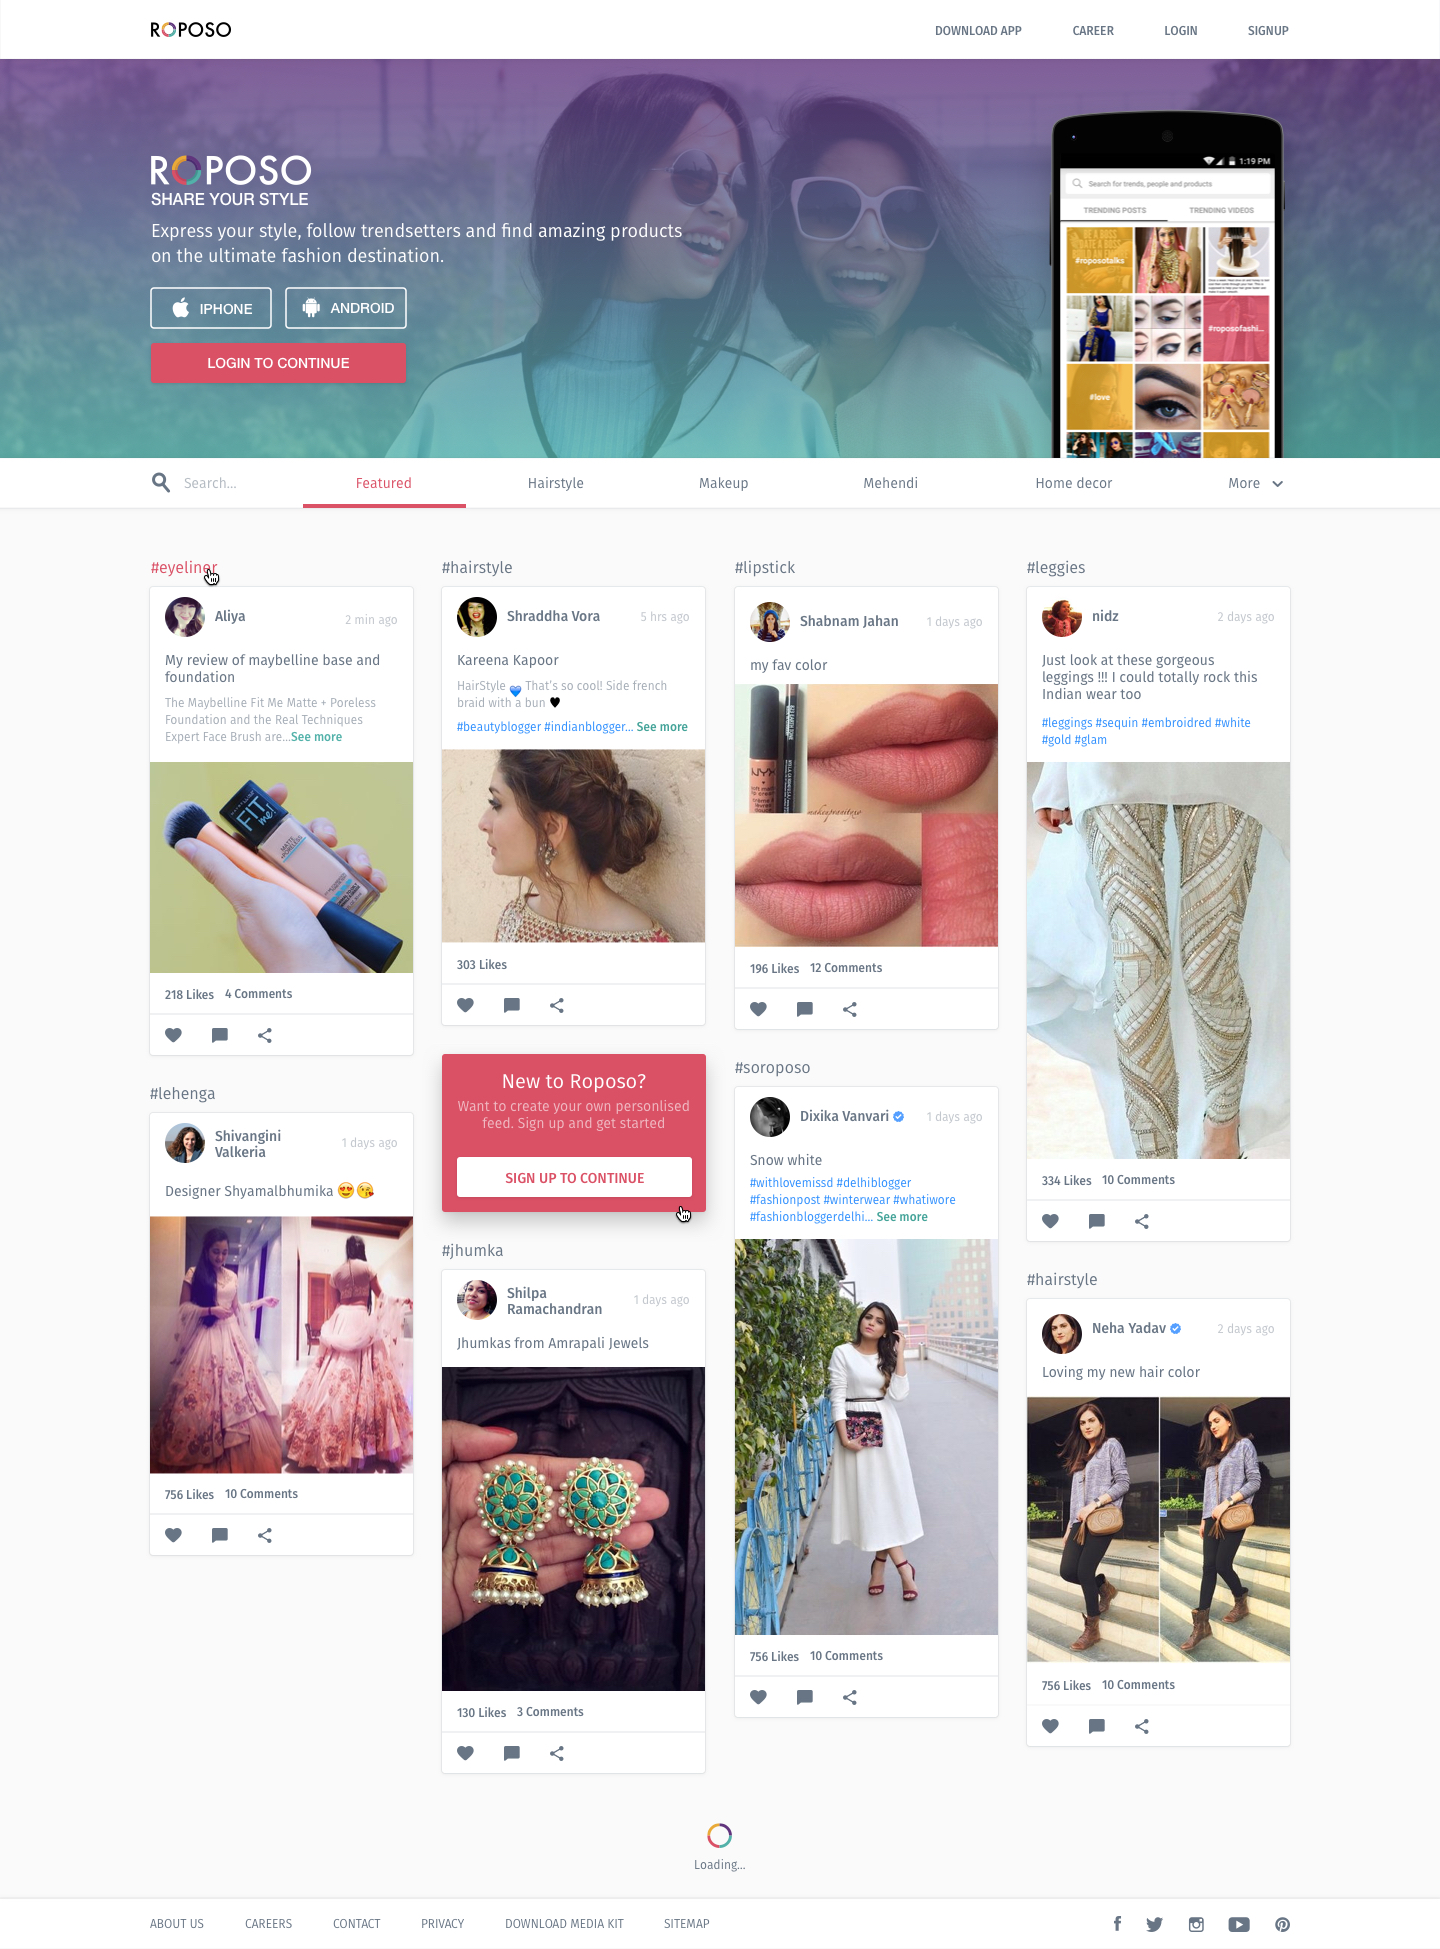 ROPOSO
DOWNLOAD APP
CAREER
LOGIN
SIGNUP
ROPOSO
SHARE YOUR STYLE
Express your style, follow trendsetters and find amazing products
on the ultimate fashion destination.
IPHONE
ANDROID
LOGIN TO CONTINUE
1:19 PM
Search for trends, people and products
TRENDING POSTS
TRENDING VIDEOS
#roposotalks
#roposofashi...
#love
Search...
Featured
Hairstyle
Makeup
Mehendi
Home decor
More
#eyeliner
Aliya
2 min ago
My review of maybelline base and
foundation
The Maybelline Fit Me Matte + Poreless
Foundation and the Real Techniques
Expert Face Brush are...See more
FIT
me!
MATTE
+PORELESS
218 Likes
4 Comments
#lehenga
Shivangini
Valkeria
1 days ago
Designer Shyamalbhumika 😍😘
756 Likes
10 Comments
#hairstyle
Shraddha Vora
5 hrs ago
Kareena Kapoor
HairStyle 💙 That's so cool! Side french
braid with a bun 🖤
#beautyblogger #indianblogger... See more
303 Likes
New to Roposo?
Want to create your own personlised
feed. Sign up and get started
SIGN UP TO CONTINUE
#jhumka
Shilpa
Ramachandran
1 days ago
Jhumkas from Amrapali Jewels
130 Likes
3 Comments
#lipstick
Shabnam Jahan
1 days ago
my fav color
NYX
196 Likes
12 Comments
#soroposo
Dixika Vanvari
1 days ago
Snow white
#withlovemissd #delhiblogger
#fashionpost #winterwear #whatiwore
#fashionbloggerdelhi... See more
756 Likes
10 Comments
#leggies
nidz
2 days ago
Just look at these gorgeous
leggings !!! I could totally rock this
Indian wear too
#leggings #sequin #embroidred #white
#gold #glam
334 Likes
10 Comments
#hairstyle
Neha Yadav
2 days ago
Loving my new hair color
756 Likes
10 Comments
Loading...
ABOUT US
CAREERS
CONTACT
PRIVACY
DOWNLOAD MEDIA KIT
SITEMAP